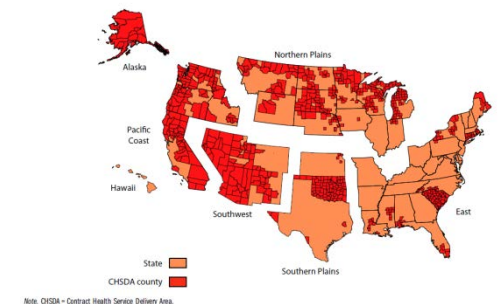 Northern Plains
Alaska
Pacific
Coast
Hawaii
East
Southwest
State
Southern Plains
CHSDA county
Note. CHSDA = Contract Health Service Delivery Area.